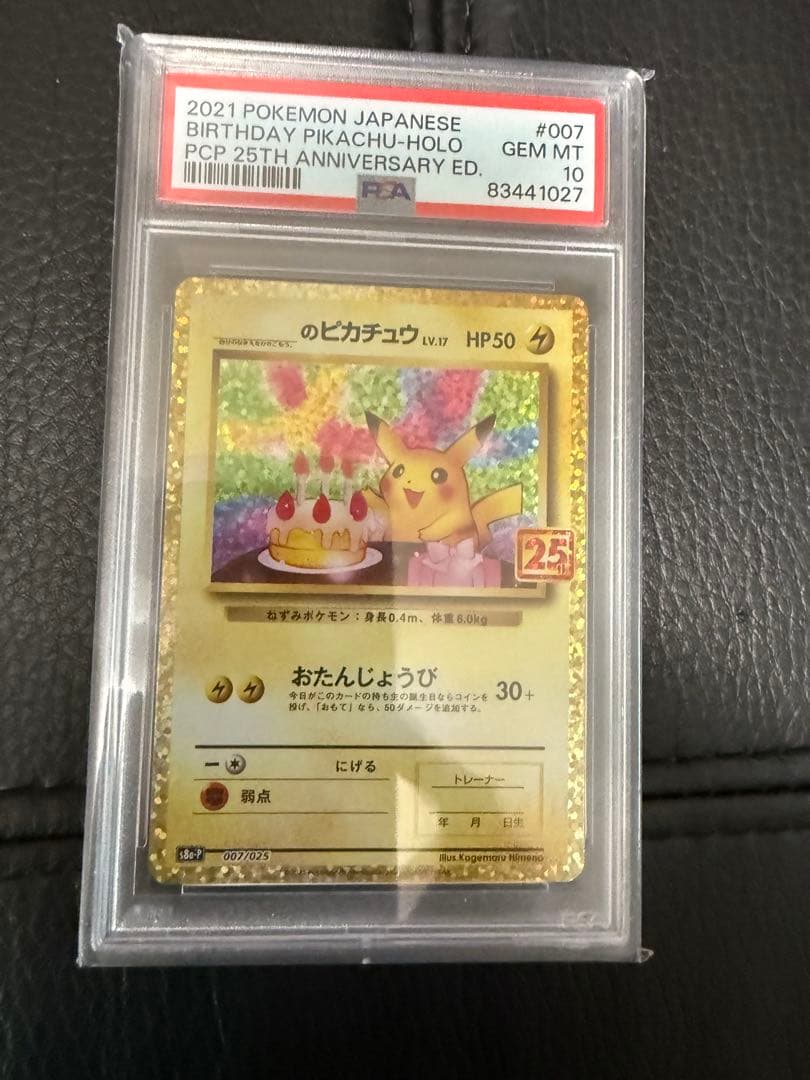 2021 POKEMON JAPANESE #007
BIRTHDAY PIKACHU-HOLO GEM MT
PCP 25TH ANNIVERSARY ED. 10
PSA 83441027
のピカチュウ LV.17 HP50
25
ねずみポケモン：身長0.4m、体重6.0kg
おたんじょうび 30+
今日がこのカードの持ち主の誕生日ならコインを
投げ、「おもて」なら、50ダメージを追加する。
にげる
弱点
トレーナー
年 月 日生
s8a-P 007/025 Illus.Kagemaru Himeno